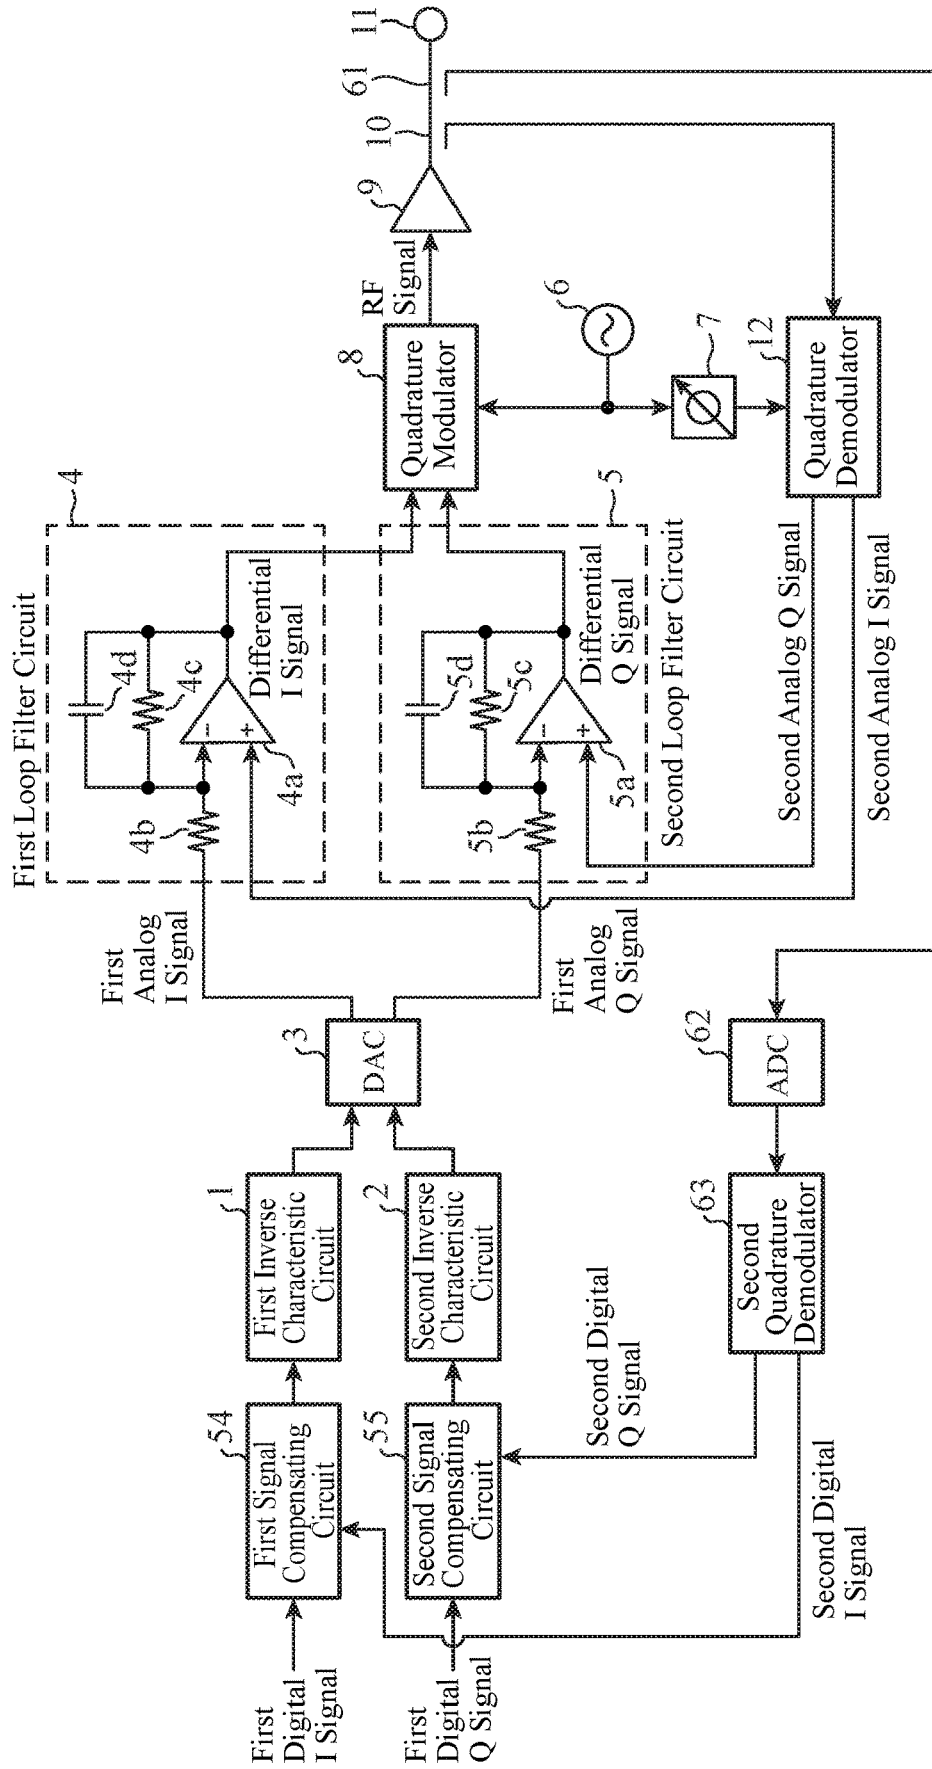 First
Digital
I Signal
First
Digital
Q Signal
54
First Signal
Compensating
Circuit
55
Second Signal
Compensating
Circuit
1
First Inverse
Characteristic
Circuit
2
Second Inverse
Characteristic
Circuit
3
DAC
First
Analog
I Signal
First
Analog
Q Signal
First Loop Filter Circuit
4
4b
4d
4c
-
+
4a
Differential
I Signal
5
5b
5d
5c
-
+
5a
Differential
Q Signal
Second Loop Filter Circuit
8
Quadrature
Modulator
RF
Signal
9
10
61
11
6
7
12
Quadrature
Demodulator
Second Analog Q Signal
Second Analog I Signal
62
ADC
63
Second
Quadrature
Demodulator
Second Digital
Q Signal
Second Digital
I Signal